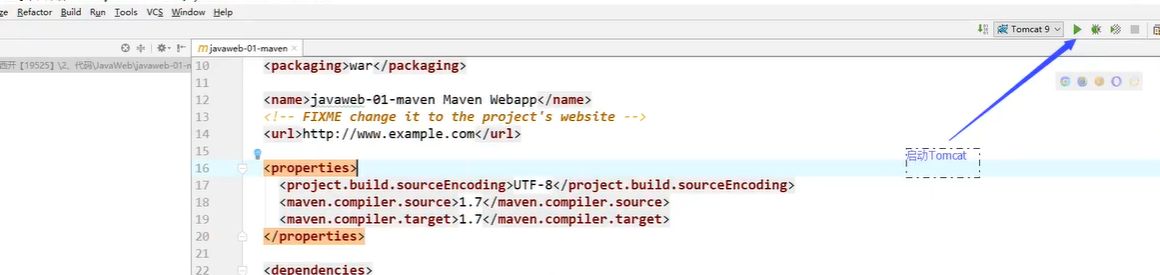 ge Refactor Build Run Tools VCS Window Help
Tomcat 9
javaweb-01-maven
西开【19525】\2、代码\JavaWeb\javaweb-01-m
10 <packaging>war</packaging>
11
12 <name>javaweb-01-maven Maven Webapp</name>
13 <!-- FIXME change it to the project's website -->
14 <url>http://www.example.com</url>
15
启动Tomcat
16 <properties>
17 <project.build.sourceEncoding>UTF-8</project.build.sourceEncoding>
18 <maven.compiler.source>1.7</maven.compiler.source>
19 <maven.compiler.target>1.7</maven.compiler.target>
20 </properties>
21
22 <dependencies>